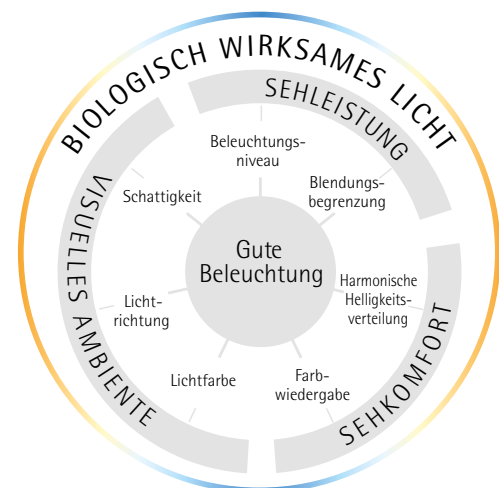 BIOLOGISCH WIRKSAMES LICHT
SEHLEISTUNG
Beleuchtungs-
niveau
Blendungs-
begrenzung
Schattigkeit
VISUELLES AMBIENTE
Gute
Beleuchtung
Harmonische
Helligkeits-
verteilung
Licht-
richtung
SEHKOMFORT
Lichtfarbe
Farb-
wiedergabe